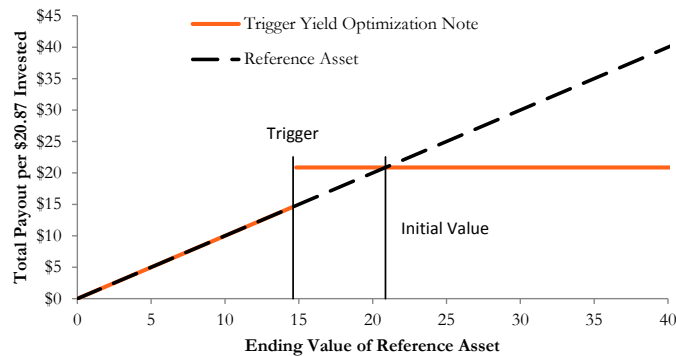 $45
$40
$35
$30
$25
$20
$15
$10
$5
$0
Total Payout per $20.87 Invested
Trigger Yield Optimization Note
Reference Asset
Trigger
Initial Value
0 5 10 15 20 25 30 35 40
Ending Value of Reference Asset